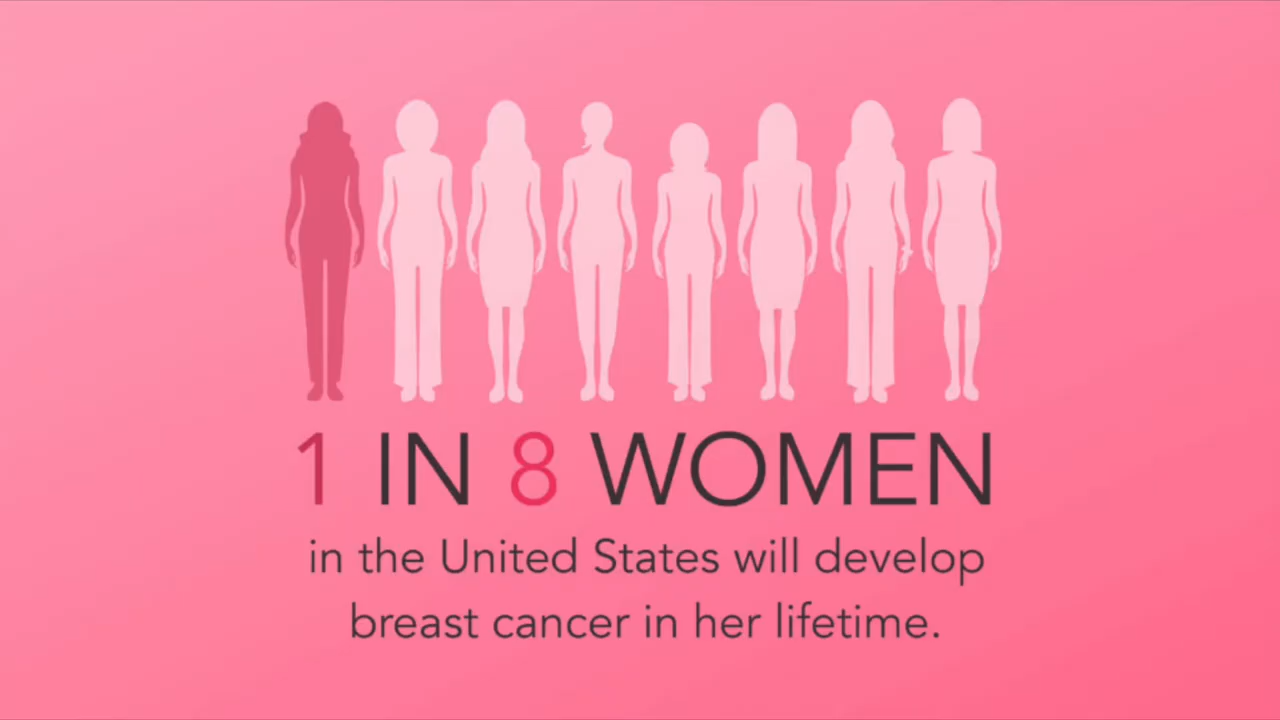 1 IN 8 WOMEN
in the United States will develop
breast cancer in her lifetime.